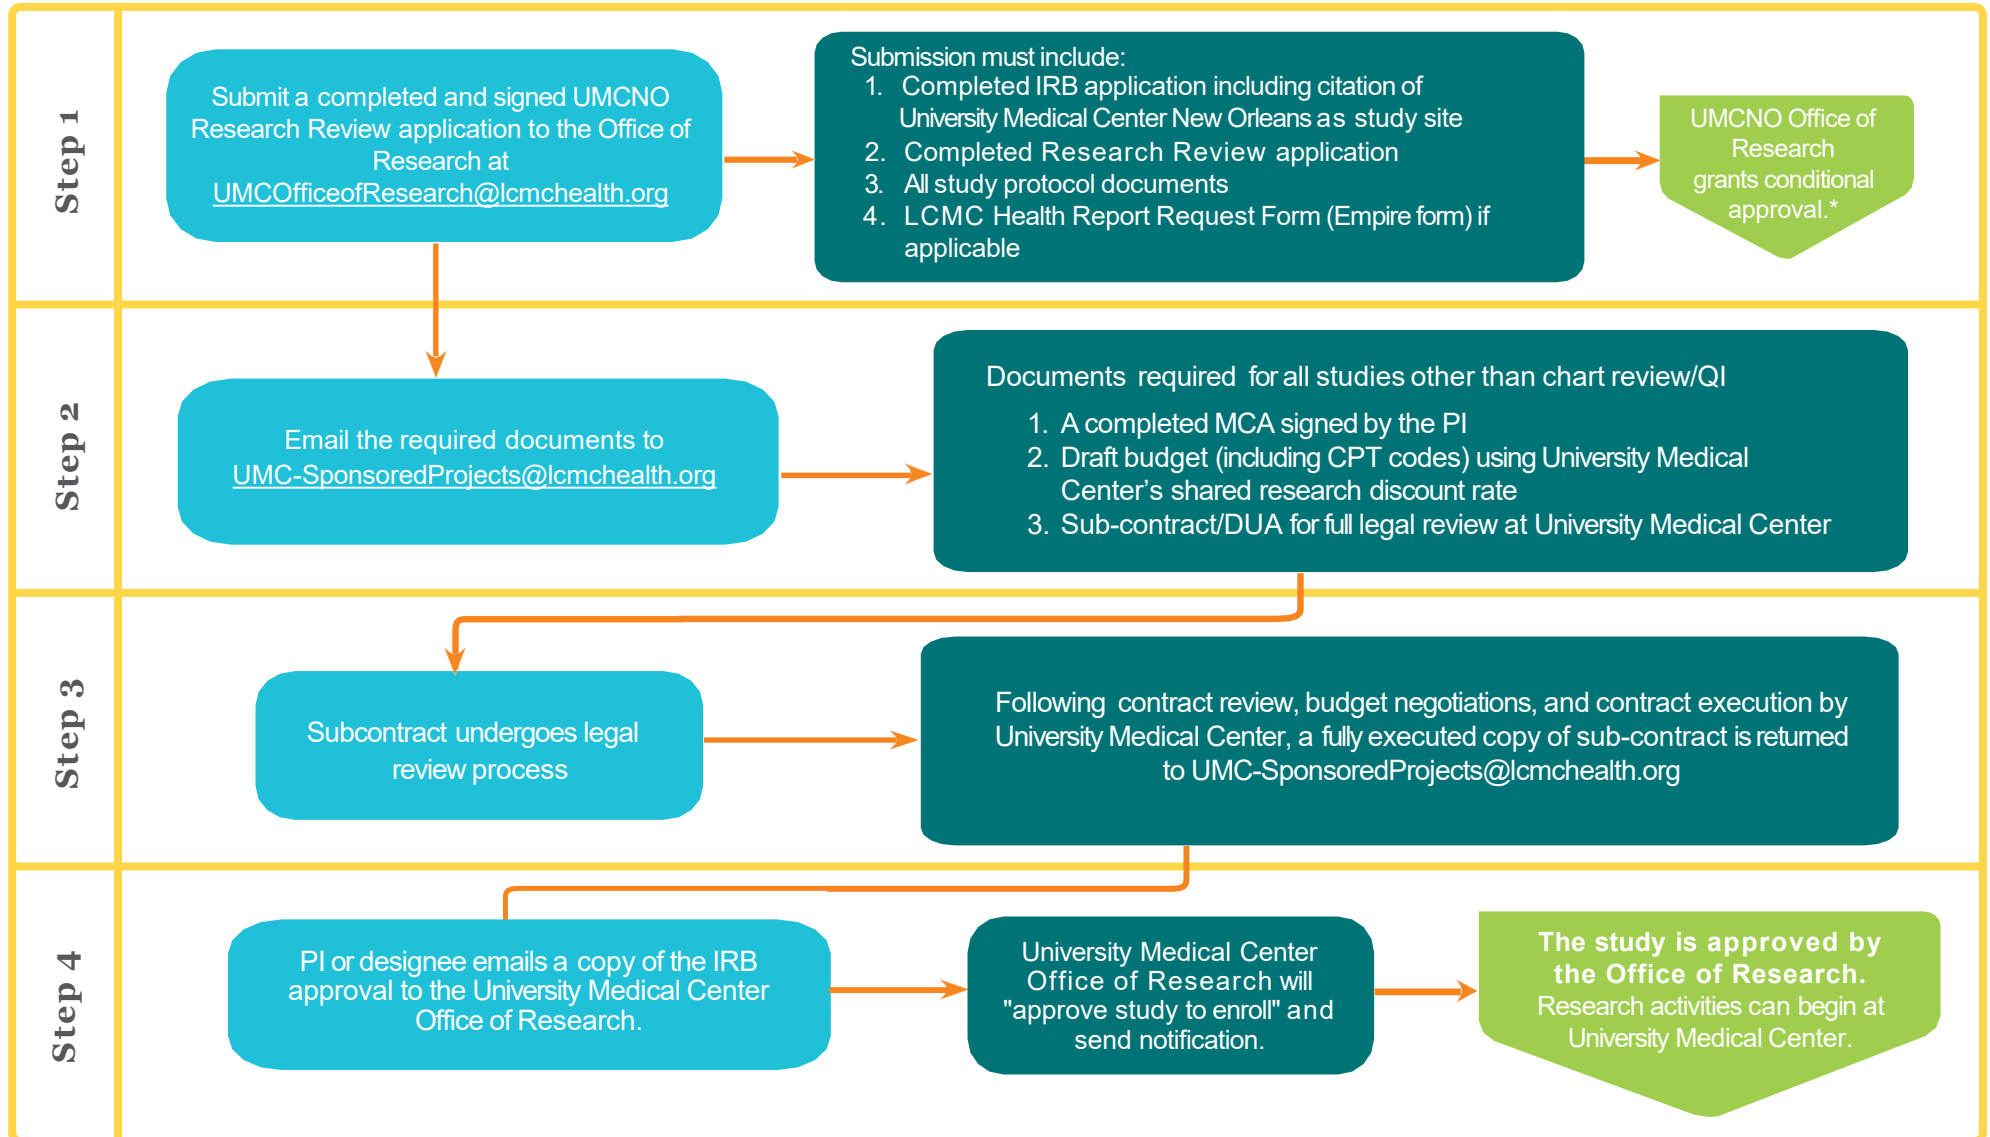 Step 1
Submit a completed and signed UMCNO
Research Review application to the Office of
Research at
UMCOfficeofResearch@lcmchealth.org
Submission must include:
1. Completed IRB application including citation of
University Medical Center New Orleans as study site
2. Completed Research Review application
3. All study protocol documents
4. LCMC Health Report Request Form (Empire form) if
applicable
UMCNO Office of
Research
grants conditional
approval.*
Step 2
Email the required documents to
UMC-SponsoredProjects@lcmchealth.org
Documents required for all studies other than chart review/QI
1. A completed MCA signed by the PI
2. Draft budget (including CPT codes) using University Medical
Center’s shared research discount rate
3. Sub-contract/DUA for full legal review at University Medical Center
Step 3
Subcontract undergoes legal
review process
Following contract review, budget negotiations, and contract execution by
University Medical Center, a fully executed copy of sub-contract is returned
to UMC-SponsoredProjects@lcmchealth.org
Step 4
PI or designee emails a copy of the IRB
approval to the University Medical Center
Office of Research.
University Medical Center
Office of Research will
"approve study to enroll" and
send notification.
The study is approved by
the Office of Research.
Research activities can begin at
University Medical Center.